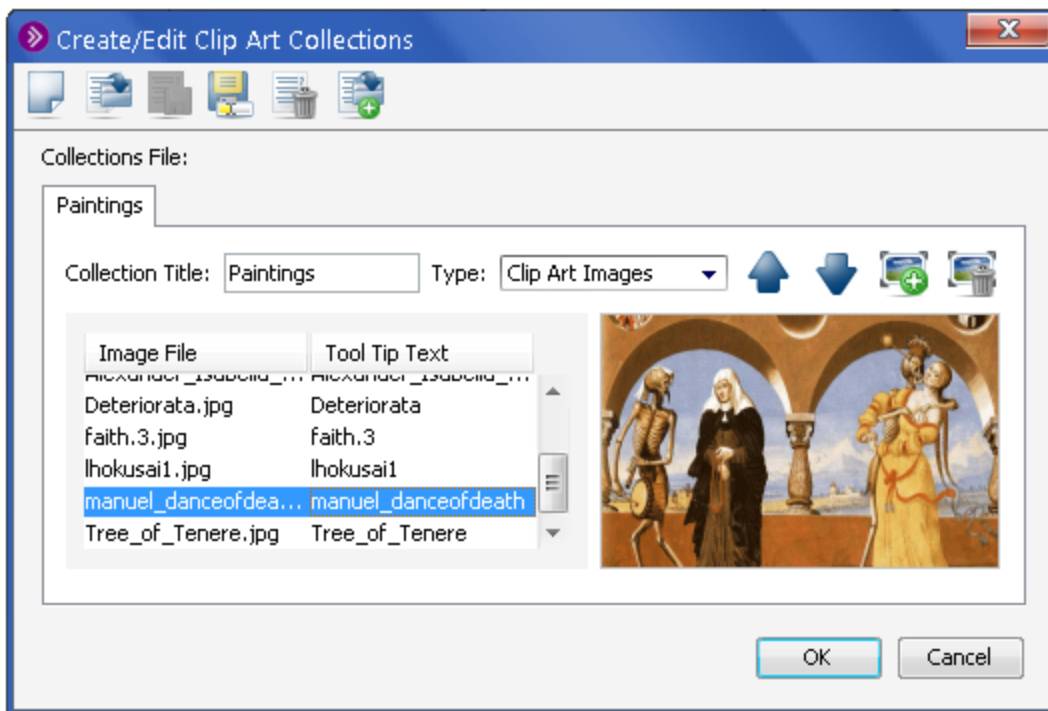 Create/Edit Clip Art Collections
Collections File:
Paintings
Collection Title: Paintings Type: Clip Art Images
Image File Tool Tip Text
Alexander_Isabella_... Alexander_Isabella_...
Deteriorata.jpg Deteriorata
faith.3.jpg faith.3
lhokusai1.jpg lhokusai1
manuel_danceofdea... manuel_danceofdeath
Tree_of_Tenere.jpg Tree_of_Tenere
OK Cancel